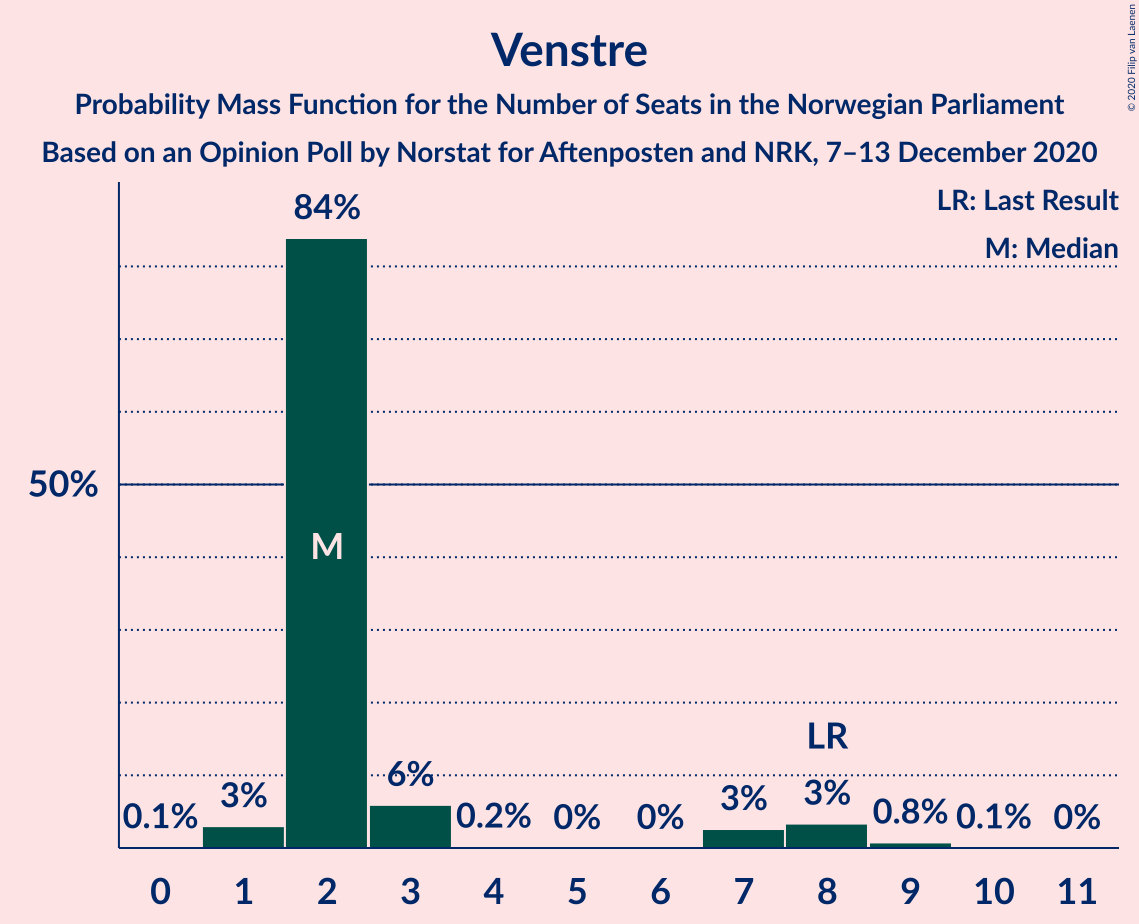 Venstre
Probability Mass Function for the Number of Seats in the Norwegian Parliament
Based on an Opinion Poll by Norstat for Aftenposten and NRK, 7–13 December 2020
© 2020 Filip van Laenen
LR: Last Result
M: Median
84%
50%
M
LR
0.1% 3% 6% 0.2% 0% 0% 3% 3% 0.8% 0.1% 0%
0 1 2 3 4 5 6 7 8 9 10 11